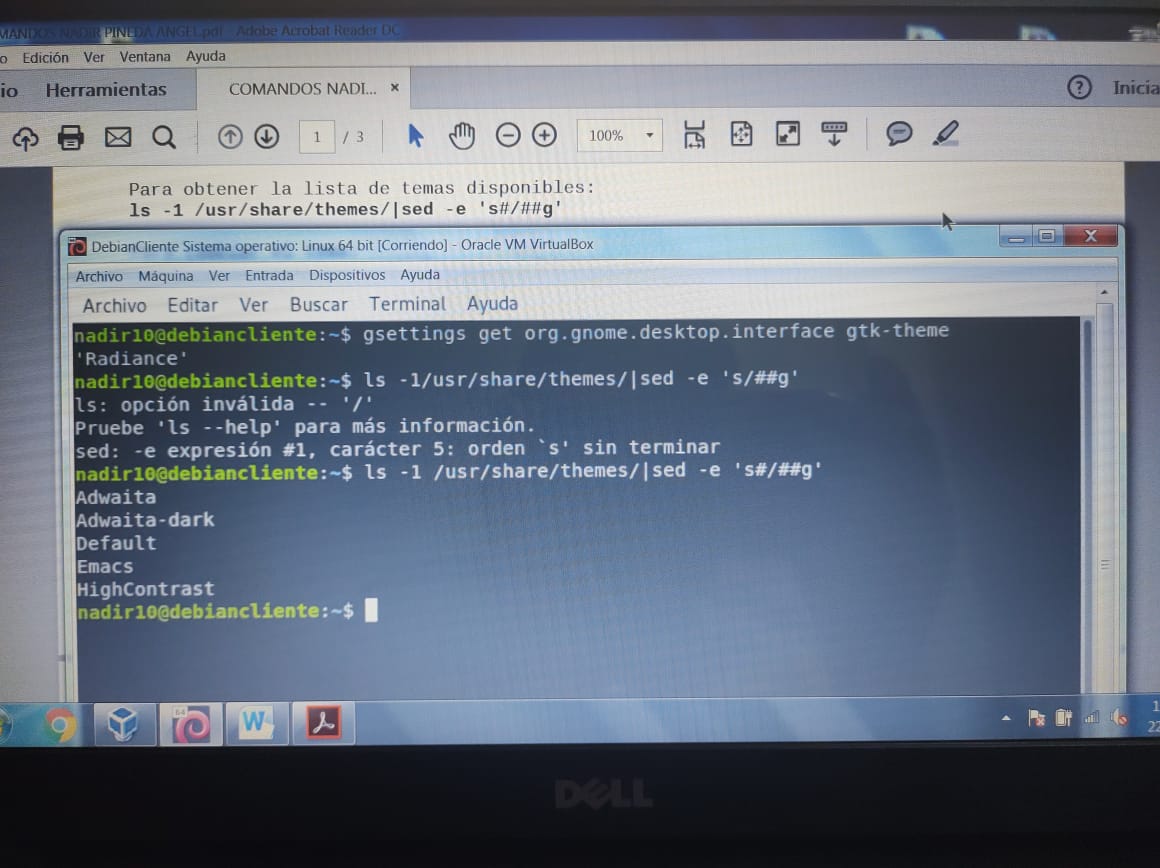 MANDOS NADIR PINEDA ANGEL.pdf - Adobe Acrobat Reader DC
o Edición Ver Ventana Ayuda
io Herramientas COMANDOS NADI... × ? Inicia
1 / 3 100%
Para obtener la lista de temas disponibles:
ls -1 /usr/share/themes/|sed -e 's#/##g'
DebianCliente Sistema operativo: Linux 64 bit [Corriendo] - Oracle VM VirtualBox
Archivo Máquina Ver Entrada Dispositivos Ayuda
Archivo Editar Ver Buscar Terminal Ayuda
nadir10@debiancliente:~$ gsettings get org.gnome.desktop.interface gtk-theme
'Radiance'
nadir10@debiancliente:~$ ls -1/usr/share/themes/|sed -e 's/##g'
ls: opción inválida -- '/'
Pruebe 'ls --help' para más información.
sed: -e expresión #1, carácter 5: orden `s' sin terminar
nadir10@debiancliente:~$ ls -1 /usr/share/themes/|sed -e 's#/##g'
Adwaita
Adwaita-dark
Default
Emacs
HighContrast
nadir10@debiancliente:~$
64 W
DELL